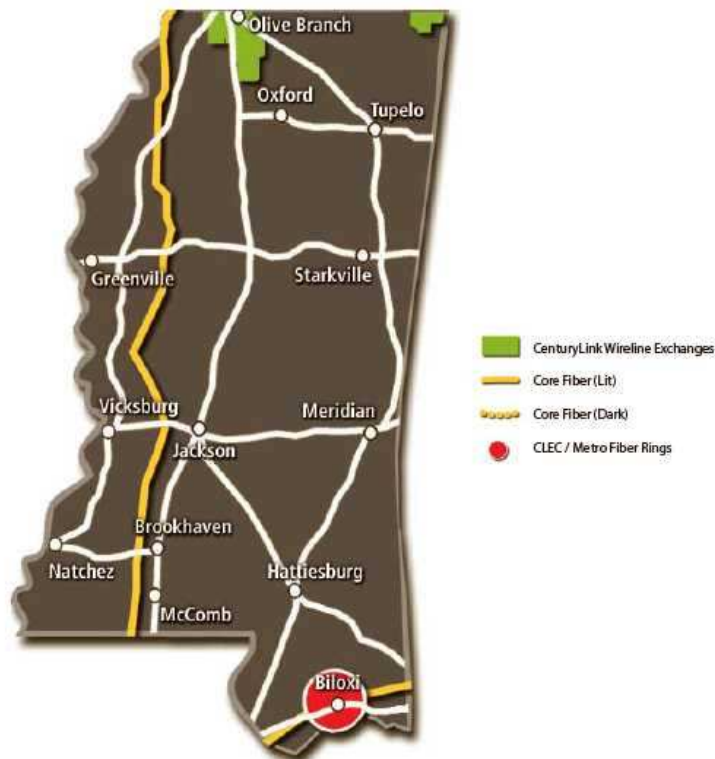 Olive Branch
Oxford
Tupelo
Greenville
Starkville
CenturyLink Wireline Exchanges
Core Fiber (Lit)
Vicksburg
Meridian
Core Fiber (Dark)
Jackson
CLEC / Metro Fiber Rings
Brookhaven
Natchez
Hattiesburg
McComb
Biloxi